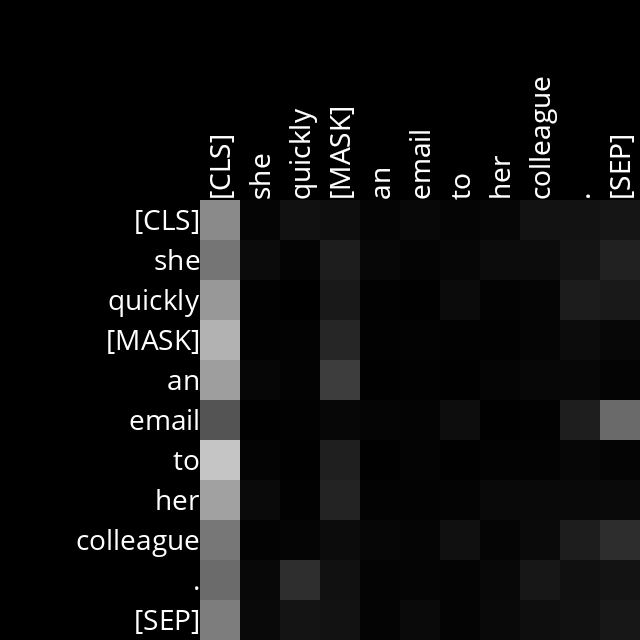 [CLS] she quickly [MASK] an email to her colleague . [SEP]
[CLS]
she
quickly
[MASK]
an
email
to
her
colleague
.
[SEP]